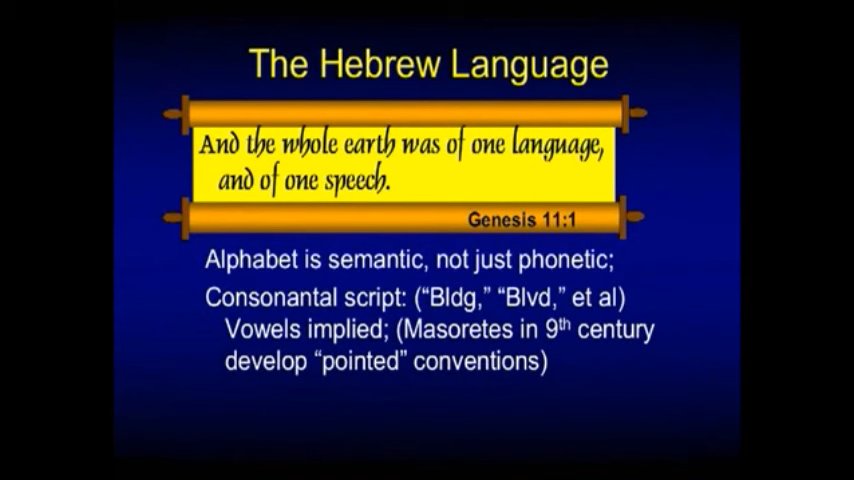 The Hebrew Language
And the whole earth was of one language,
and of one speech.
Genesis 11:1
Alphabet is semantic, not just phonetic;
Consonantal script: (“Bldg,” “Blvd,” et al)
Vowels implied; (Masoretes in 9th century
develop “pointed” conventions)